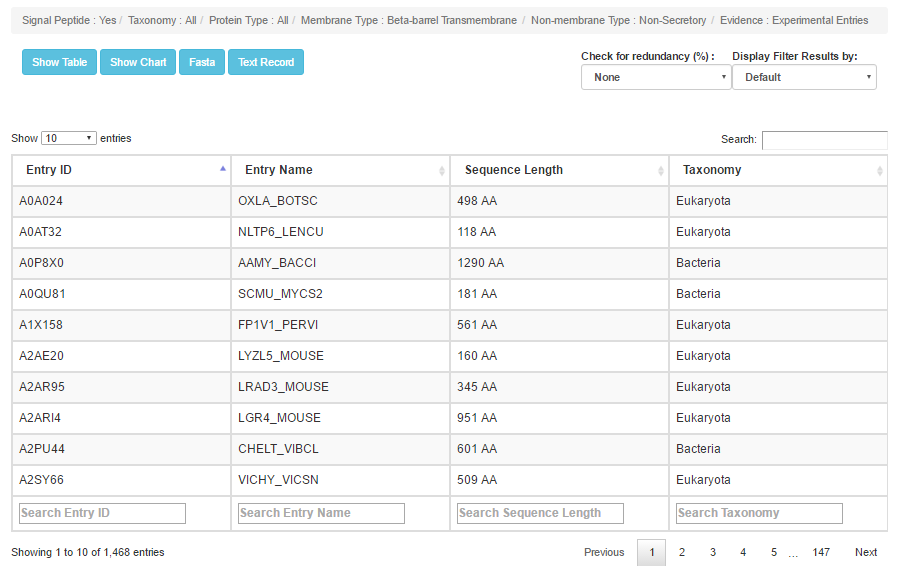 Signal Peptide : Yes / Taxonomy : All / Protein Type : All / Membrane Type : Beta-barrel Transmembrane / Non-membrane Type : Non-Secretory / Evidence : Experimental Entries
Show Table Show Chart Fasta Text Record
Check for redundancy (%) : Display Filter Results by:
None Default
Show 10 entries Search:
Entry ID Entry Name Sequence Length Taxonomy
A0A024 OXLA_BOTSC 498 AA Eukaryota
A0AT32 NLTP6_LENCU 118 AA Eukaryota
A0P8X0 AAMY_BACCI 1290 AA Bacteria
A0QU81 SCMU_MYCS2 181 AA Bacteria
A1X158 FP1V1_PERVI 561 AA Eukaryota
A2AE20 LYZL5_MOUSE 160 AA Eukaryota
A2AR95 LRAD3_MOUSE 345 AA Eukaryota
A2ARI4 LGR4_MOUSE 951 AA Eukaryota
A2PU44 CHELT_VIBCL 601 AA Bacteria
A2SY66 VICHY_VICSN 509 AA Eukaryota
Search Entry ID Search Entry Name Search Sequence Length Search Taxonomy
Showing 1 to 10 of 1,468 entries Previous 1 2 3 4 5 ... 147 Next